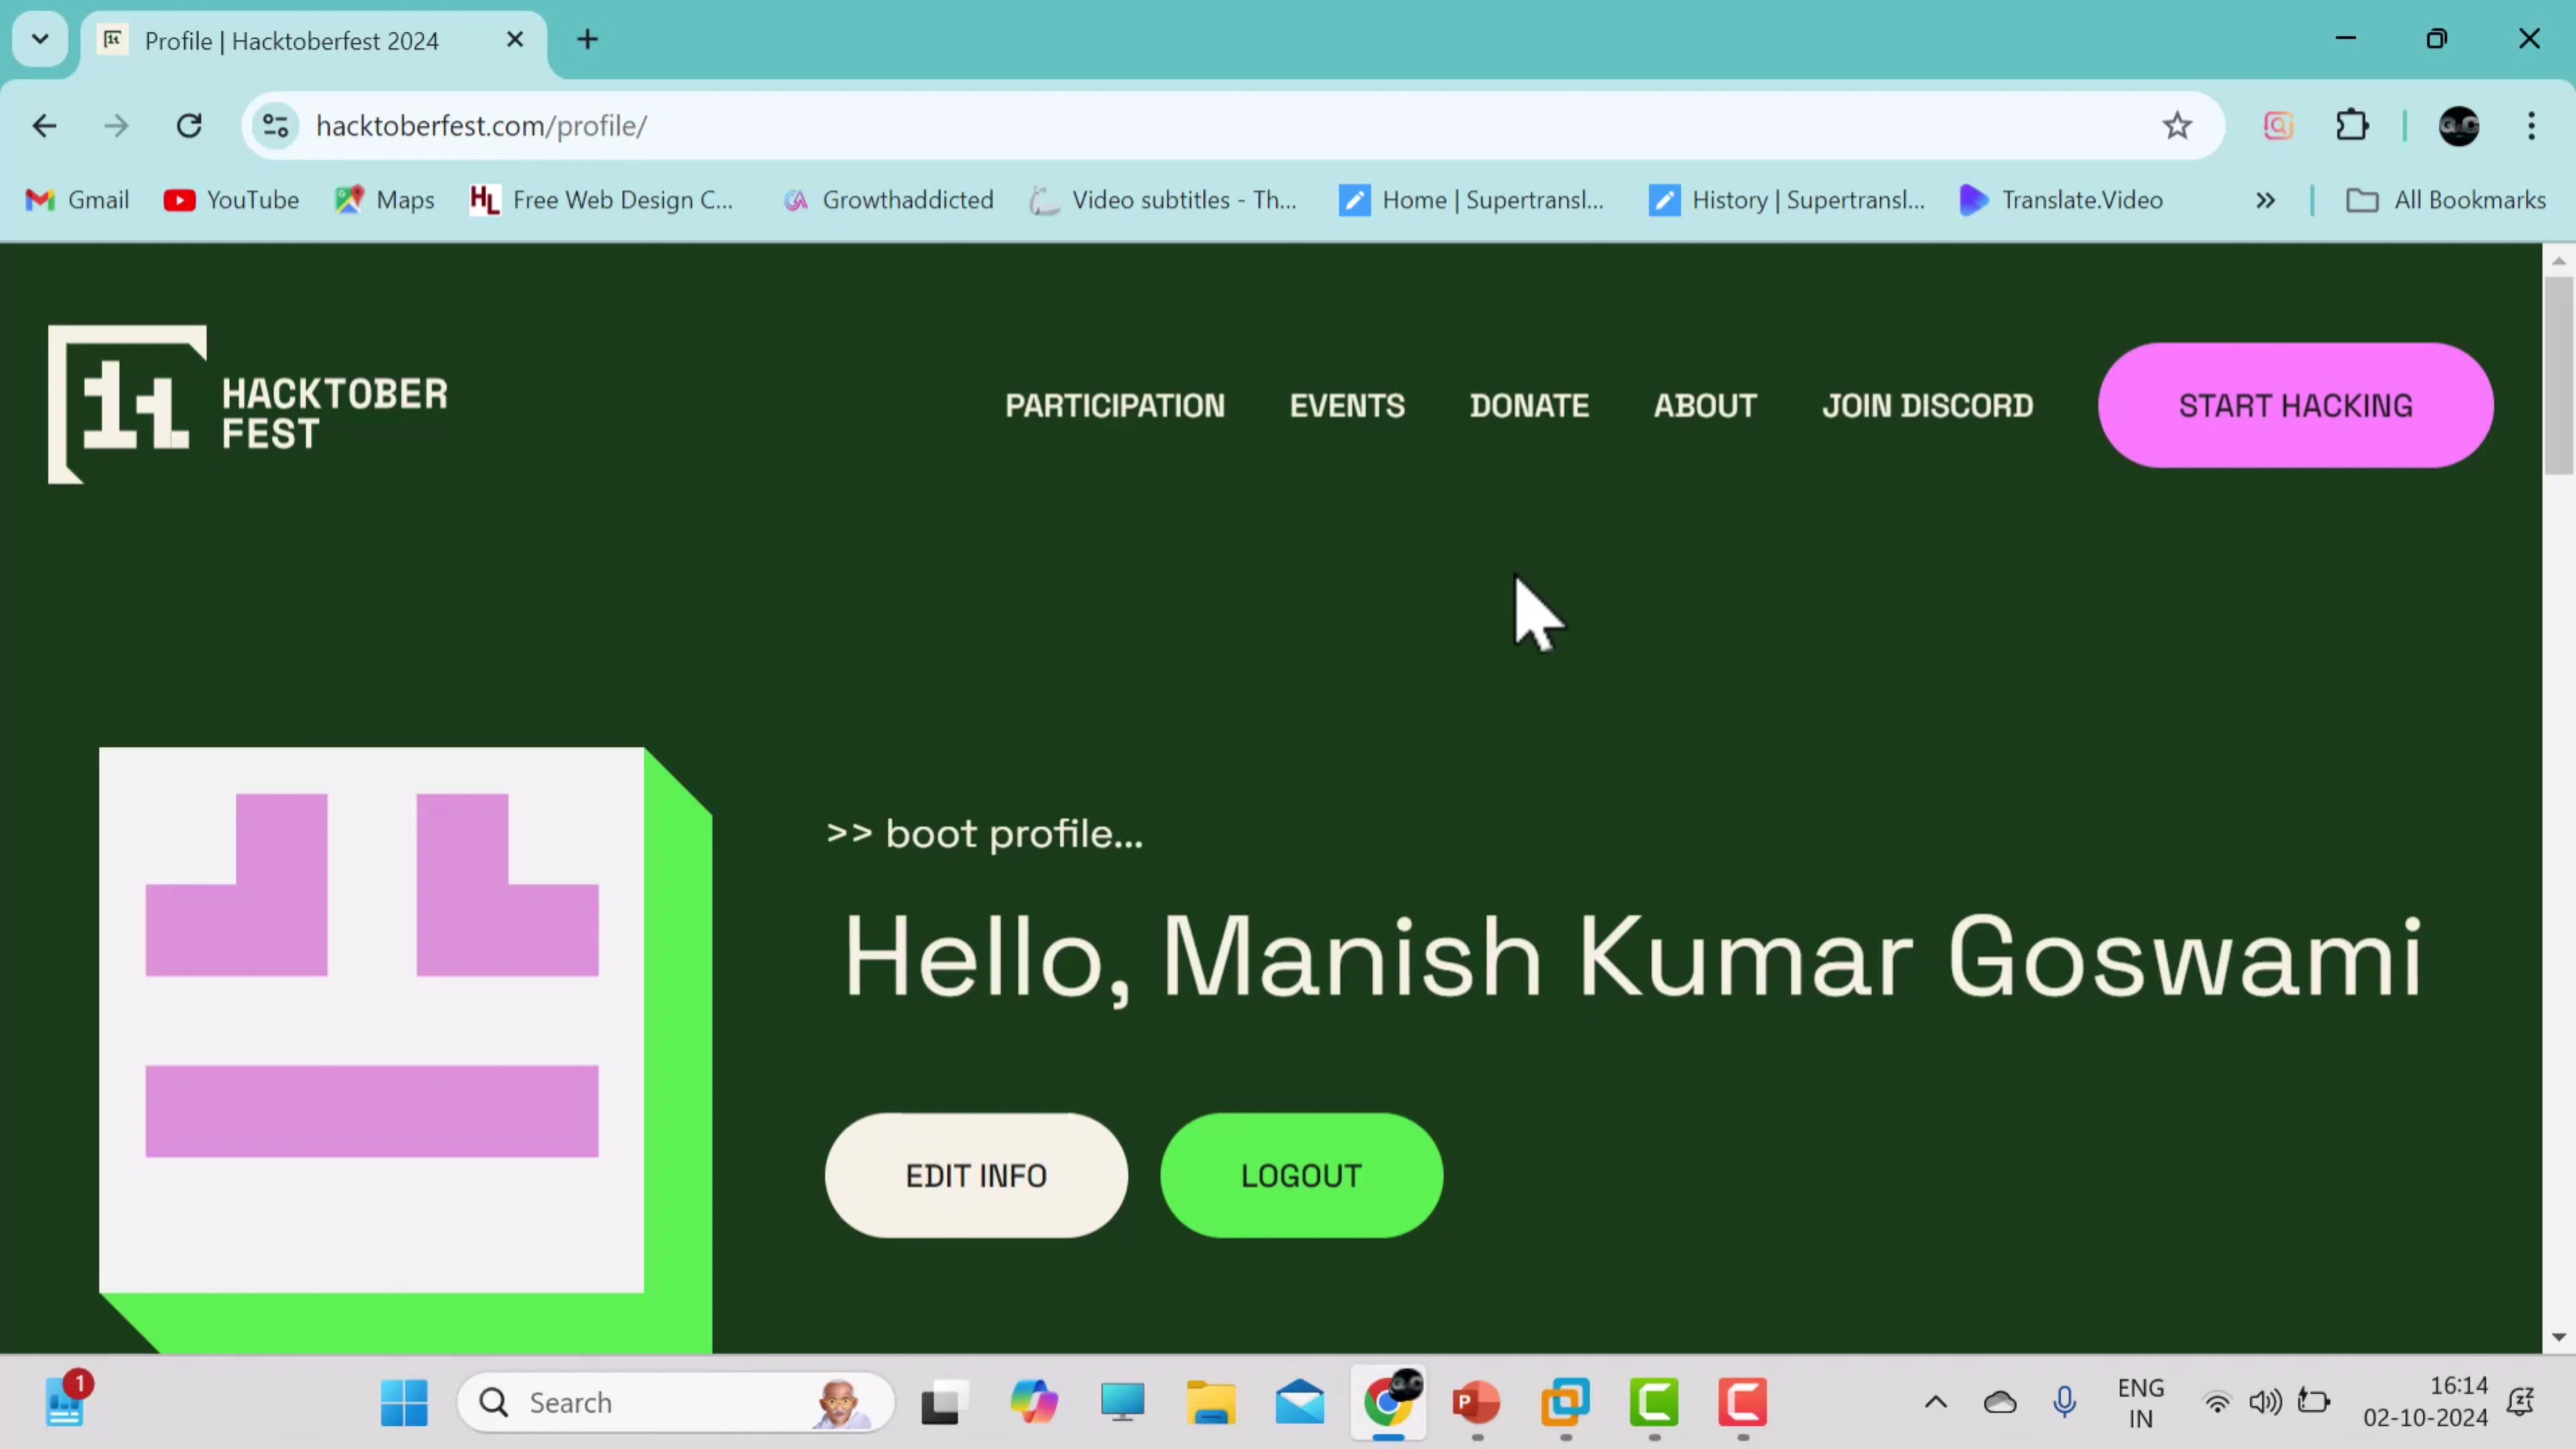 Profile | Hacktoberfest 2024
hacktoberfest.com/profile/
Gmail
YouTube
Maps
HL
Free Web Design C...
Growthaddicted
Video subtitles - Th...
Home | Supertransl...
History | Supertransl...
Translate.Video
All Bookmarks
HACKTOBER
FEST
PARTICIPATION
EVENTS
DONATE
ABOUT
JOIN DISCORD
START HACKING
>> boot profile...
Hello, Manish Kumar Goswami
EDIT INFO
LOGOUT
1
Search
ENG
IN
16:14
02-10-2024